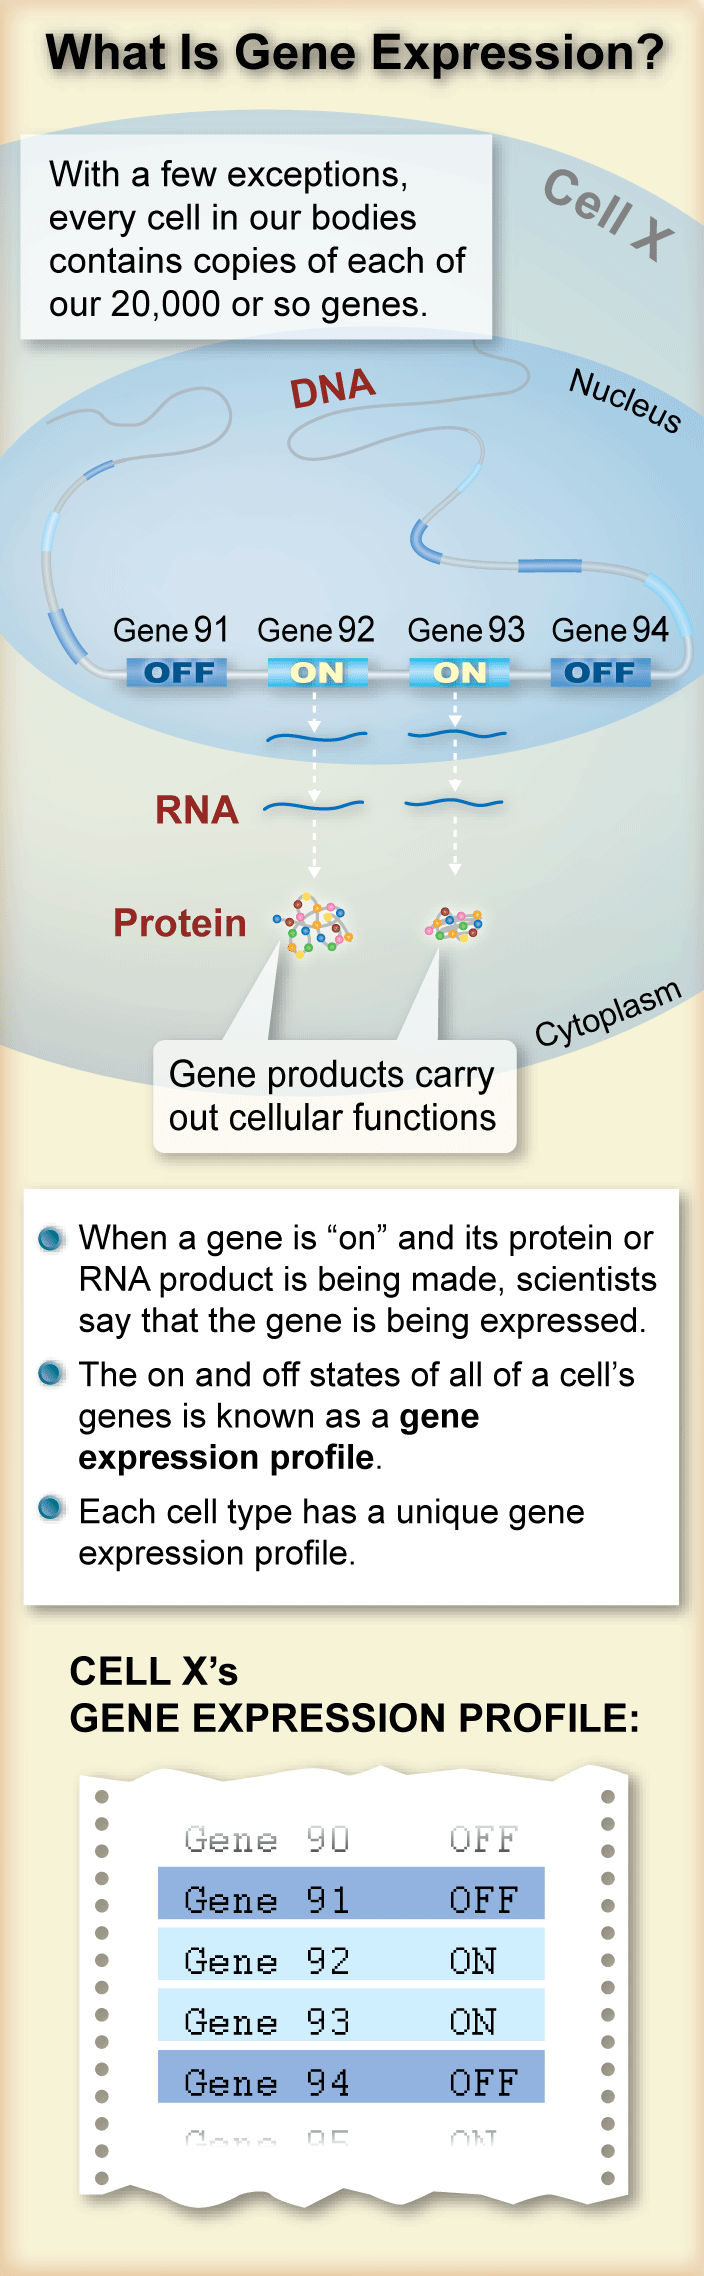 What Is Gene Expression?
With a few exceptions,
every cell in our bodies
contains copies of each of
our 20,000 or so genes.
Cell X
DNA
Nucleus
Gene 91 Gene 92 Gene 93 Gene 94
OFF ON ON OFF
RNA
Protein
Cytoplasm
Gene products carry
out cellular functions
When a gene is “on” and its protein or
RNA product is being made, scientists
say that the gene is being expressed.
The on and off states of all of a cell’s
genes is known as a gene
expression profile.
Each cell type has a unique gene
expression profile.
CELL X’s
GENE EXPRESSION PROFILE:
Gene 90 OFF
Gene 91 OFF
Gene 92 ON
Gene 93 ON
Gene 94 OFF
Gene 95 ON